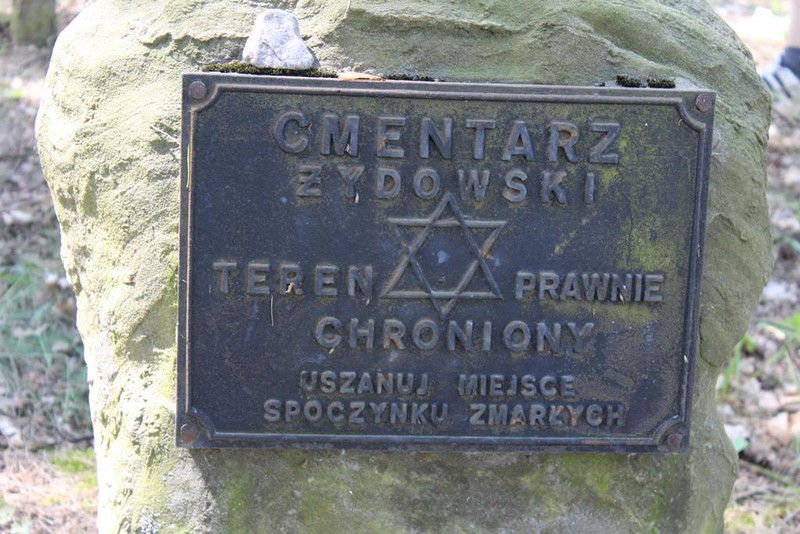 CMENTARZ
ŻYDOWSKI
TEREN PRAWNIE
CHRONIONY
USZANUJ MIEJSCE
SPOCZYNKU ZMARŁYCH